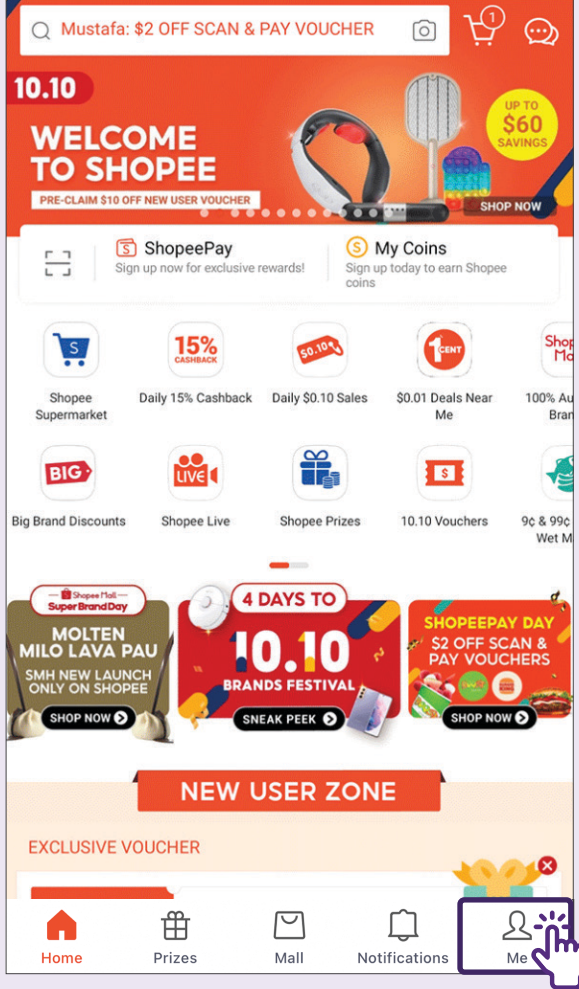 Mustafa: $2 OFF SCAN & PAY VOUCHER
1
10.10
WELCOME
TO SHOPEE
PRE-CLAIM $10 OFF NEW USER VOUCHER
UP TO
$60
SAVINGS
SHOP NOW
ShopeePay
Sign up now for exclusive rewards!
My Coins
Sign up today to earn Shopee
coins
S
15%
CASHBACK
$0.10
1 CENT
Shop
Ma
Shopee
Supermarket
Daily 15% Cashback
Daily $0.10 Sales
$0.01 Deals Near
Me
100% Au
Bran
BIG
LIVE
$
Big Brand Discounts
Shopee Live
Shopee Prizes
10.10 Vouchers
9¢ & 99¢
Wet M
Shopee Mall
Super Brand Day
MOLTEN
MILO LAVA PAU
SMH NEW LAUNCH
ONLY ON SHOPEE
SHOP NOW
4 DAYS TO
10.10
BRANDS FESTIVAL
SNEAK PEEK
SHOPEEPAY DAY
$2 OFF SCAN &
PAY VOUCHERS
SHOP NOW
NEW USER ZONE
EXCLUSIVE VOUCHER
Home
Prizes
Mall
Notifications
Me